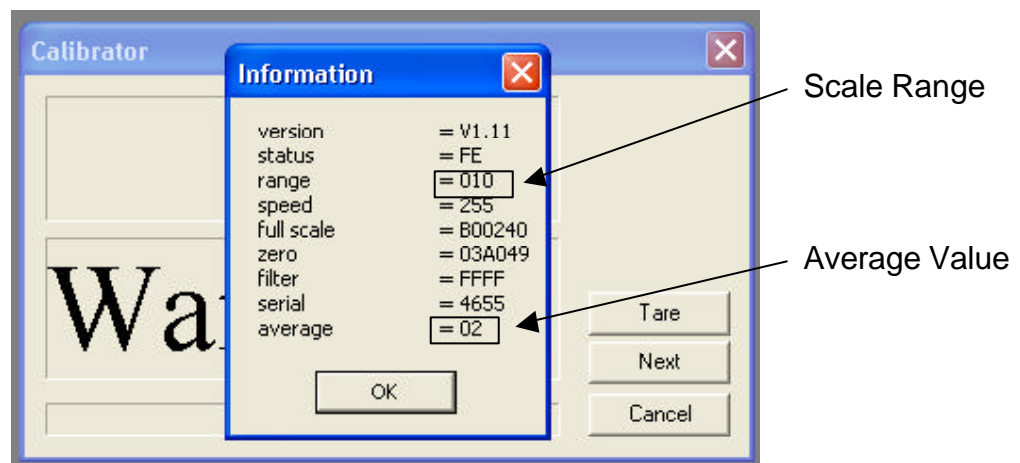 Calibrator
Information
version = V1.11
status = FE
range = 010
speed = 255
full scale = B00240
zero = 03A049
filter = FFFF
serial = 4655
average = 02
OK
Tare
Next
Cancel
Scale Range
Average Value